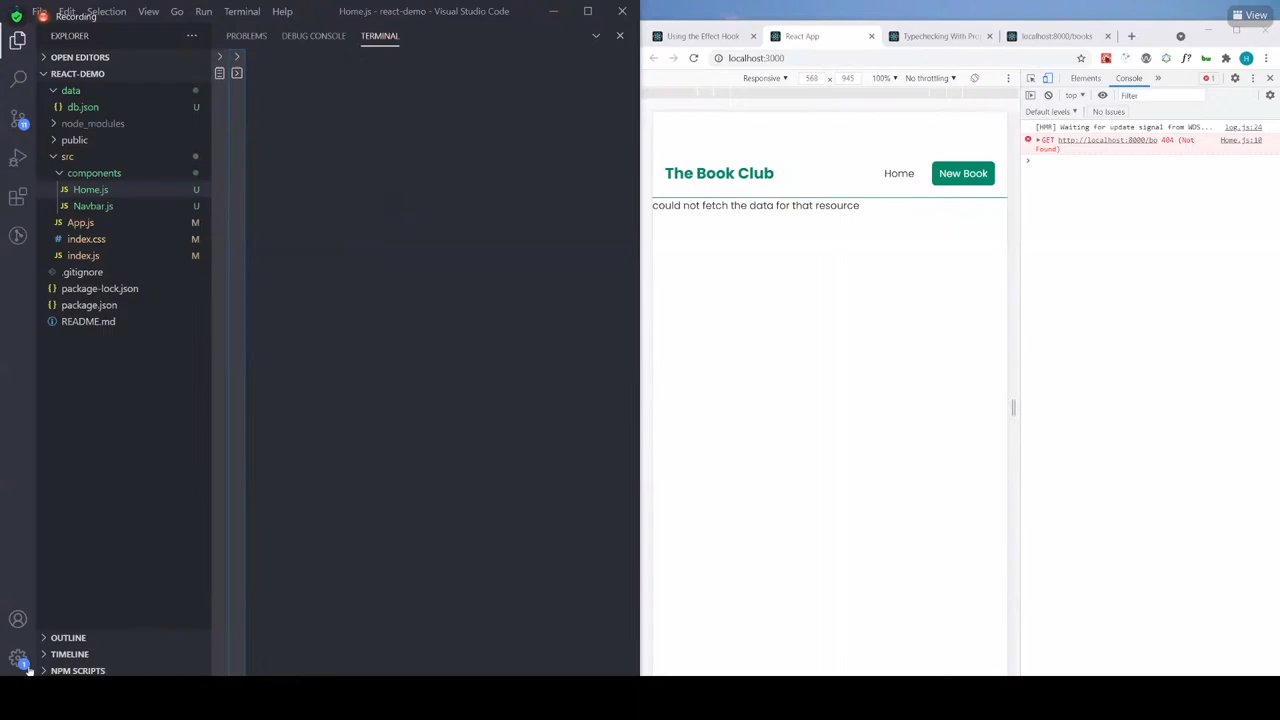 Recording
File Edit Selection View Go Run Terminal Help
Home.js - react-demo - Visual Studio Code
EXPLORER
OPEN EDITORS
REACT-DEMO
data
db.json U
node_modules
public
src
components
Home.js U
Navbar.js U
App.js M
index.css M
index.js M
.gitignore
package-lock.json
package.json
README.md
OUTLINE
TIMELINE
NPM SCRIPTS
11
1
PROBLEMS DEBUG CONSOLE TERMINAL
View
Using the Effect Hook React App Typechecking With Pro localhost:8000/books
localhost:3000
H
Responsive 568 × 945 100% No throttling
The Book Club Home New Book
could not fetch the data for that resource
Elements Console 1
top Filter
Default levels No Issues
[HMR] Waiting for update signal from WDS... log.js:24
GET http://localhost:8000/bo 404 (Not Home.js:10
Found)